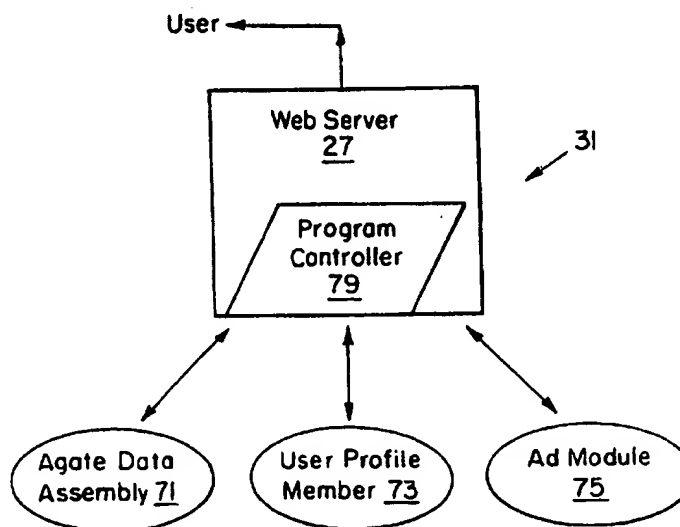 User
Web Server
27
31
Program
Controller
79
Agate Data
Assembly 71
User Profile
Member 73
Ad Module
75